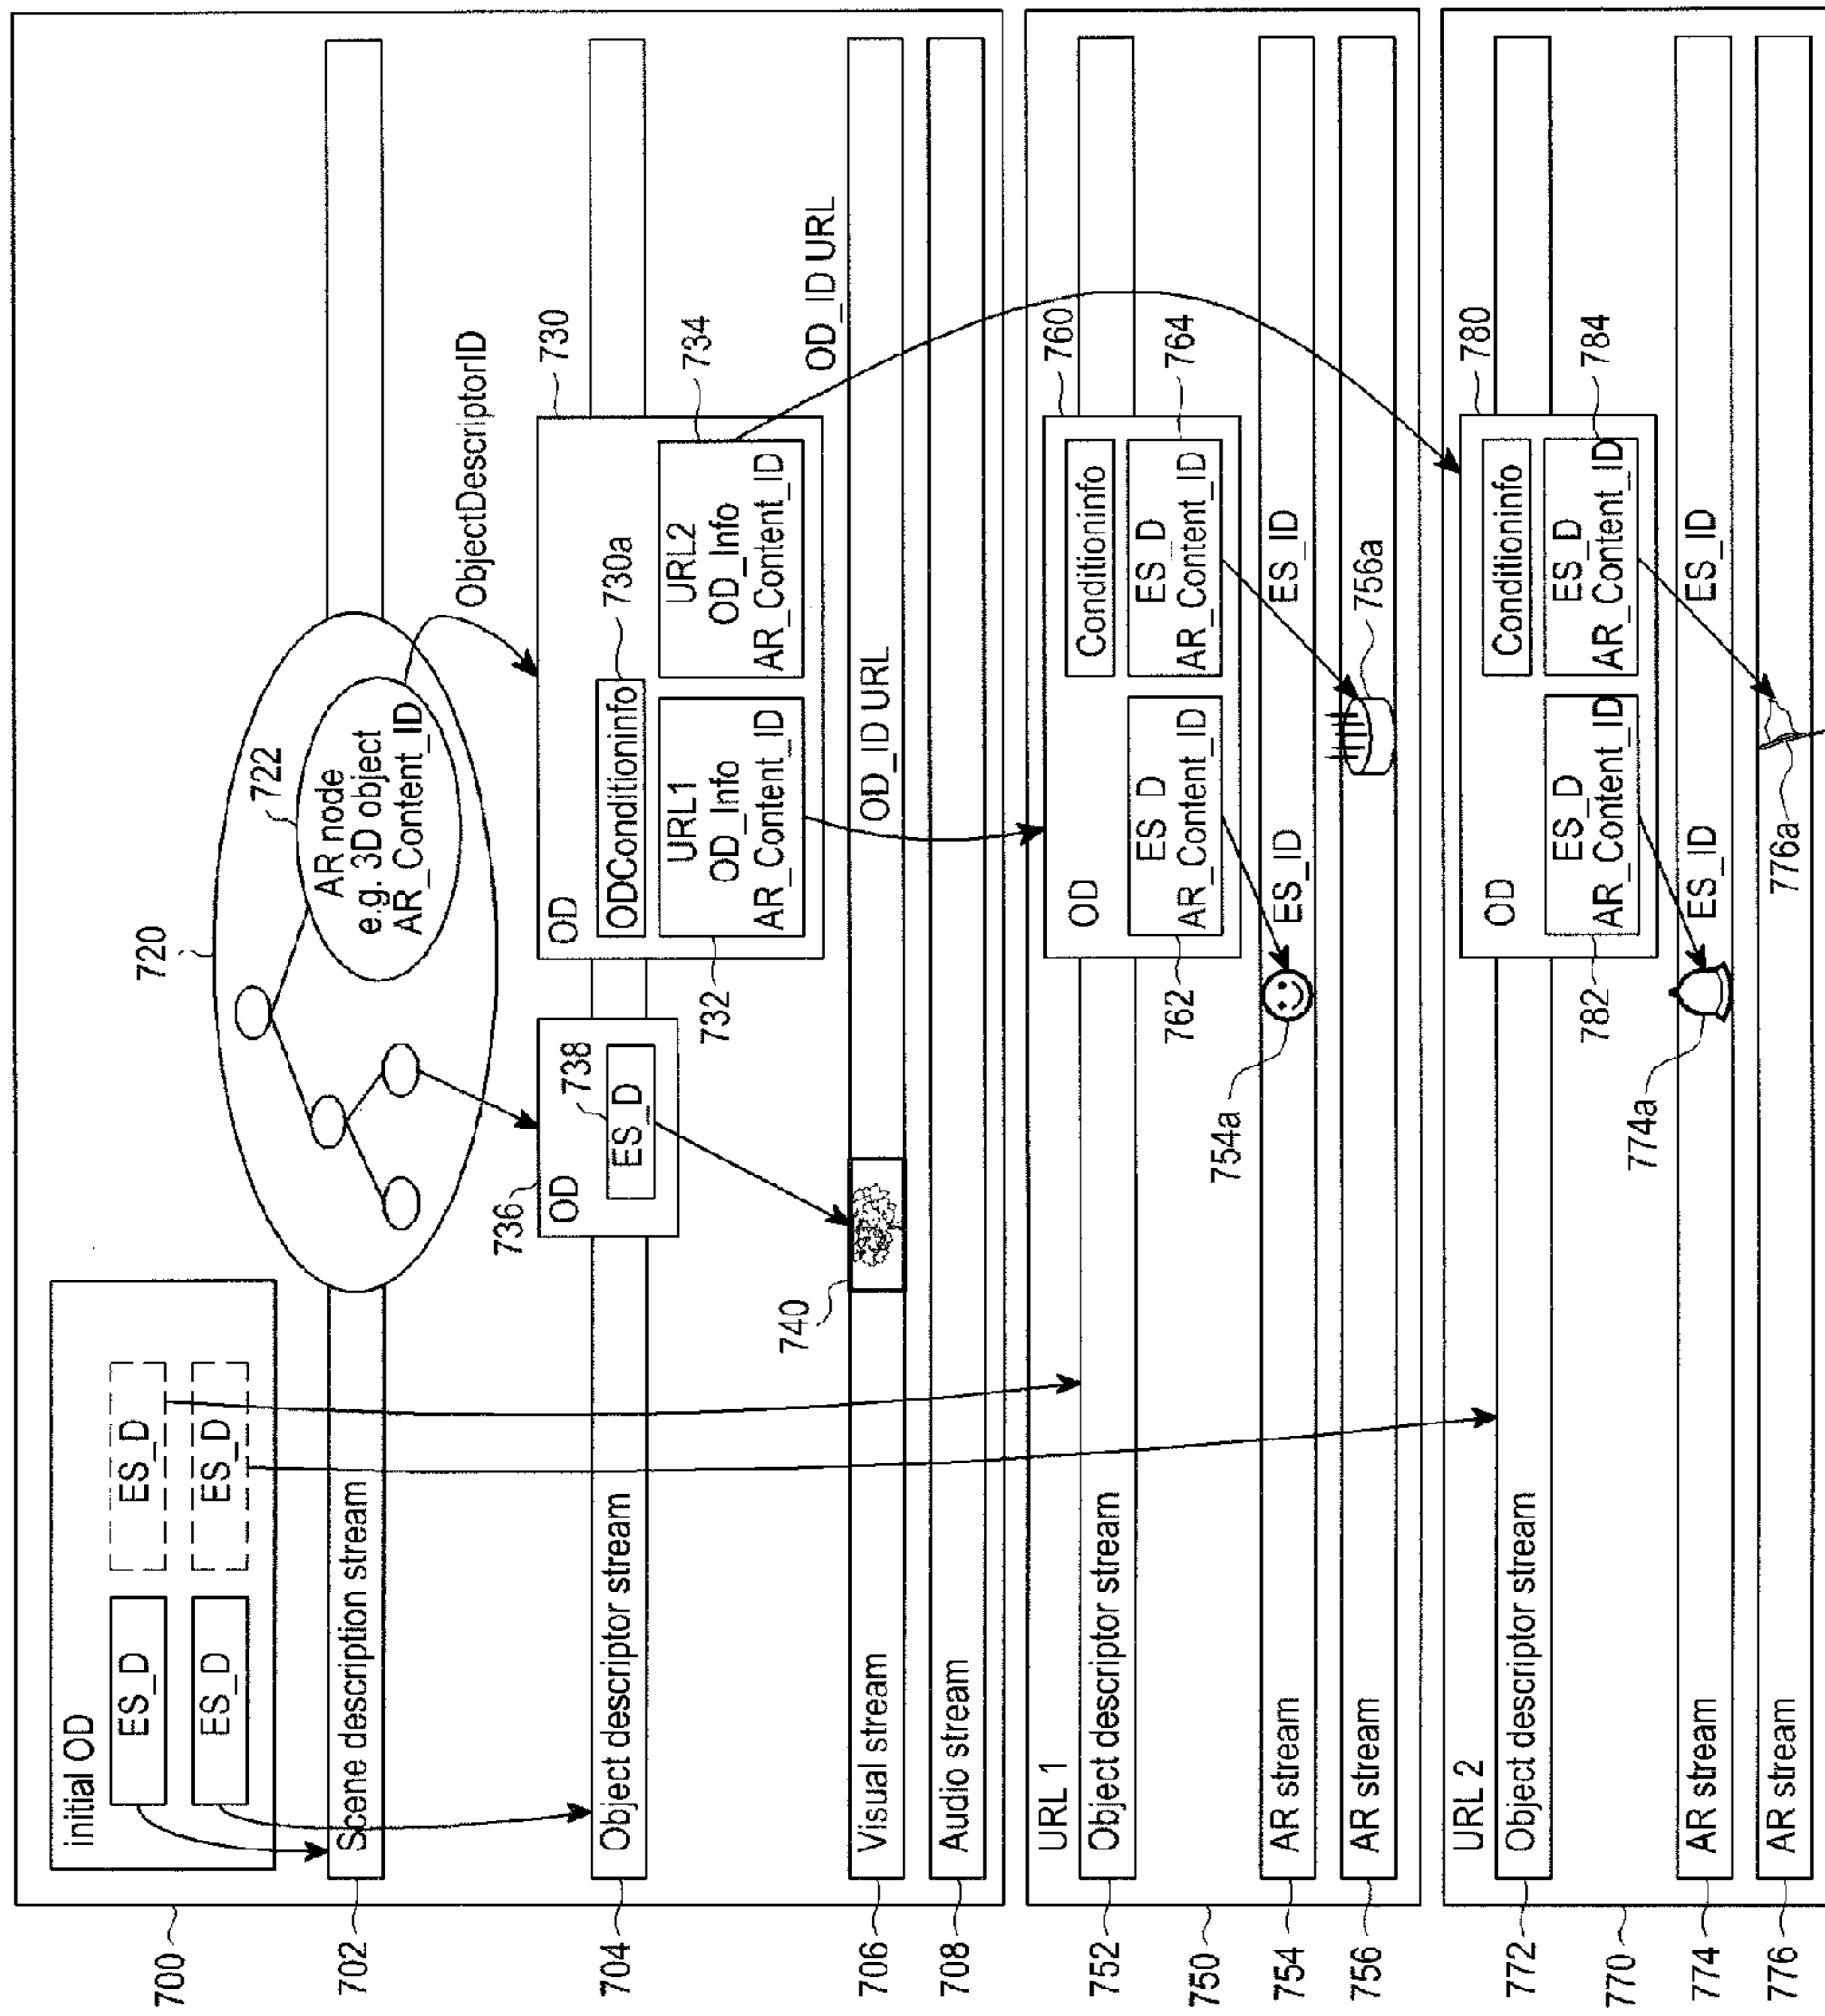 700
initial OD
ES_D
ES_D
ES_D
ES_D
702
Scene description stream
720
722
AR node
e.g. 3D object
AR_Content_ID
ObjectDescriptorID
704
Object descriptor stream
736
OD
738
ES_D
730
OD
ODConditioninfo
730a
732
URL1
OD_Info
AR_Content_ID
734
URL2
OD_Info
AR_Content_ID
740
OD_ID URL
OD_ID URL
706
Visual stream
708
Audio stream
URL 1
752
Object descriptor stream
750
760
OD
Conditioninfo
762
ES_D
AR_Content_ID
764
ES_D
AR_Content_ID
754
AR stream
754a
ES_ID
ES_ID
756
AR stream
756a
URL 2
772
Object descriptor stream
770
780
OD
Conditioninfo
782
ES_D
AR_Content_ID
784
ES_D
AR_Content_ID
774
AR stream
774a
ES_ID
ES_ID
776
AR stream
776a